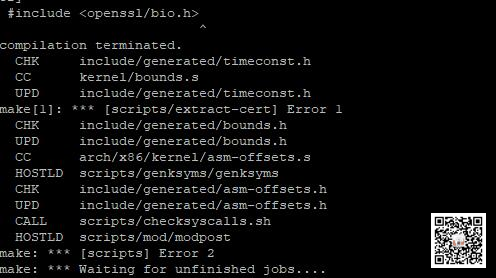 #include <openssl/bio.h>
^
compilation terminated.
CHK include/generated/timeconst.h
CC kernel/bounds.s
UPD include/generated/timeconst.h
make[1]: *** [scripts/extract-cert] Error 1
CHK include/generated/bounds.h
UPD include/generated/bounds.h
CC arch/x86/kernel/asm-offsets.s
HOSTLD scripts/genksyms/genksyms
CHK include/generated/asm-offsets.h
UPD include/generated/asm-offsets.h
CALL scripts/checksyscalls.sh
HOSTLD scripts/mod/modpost
make: *** [scripts] Error 2
make: *** Waiting for unfinished jobs....